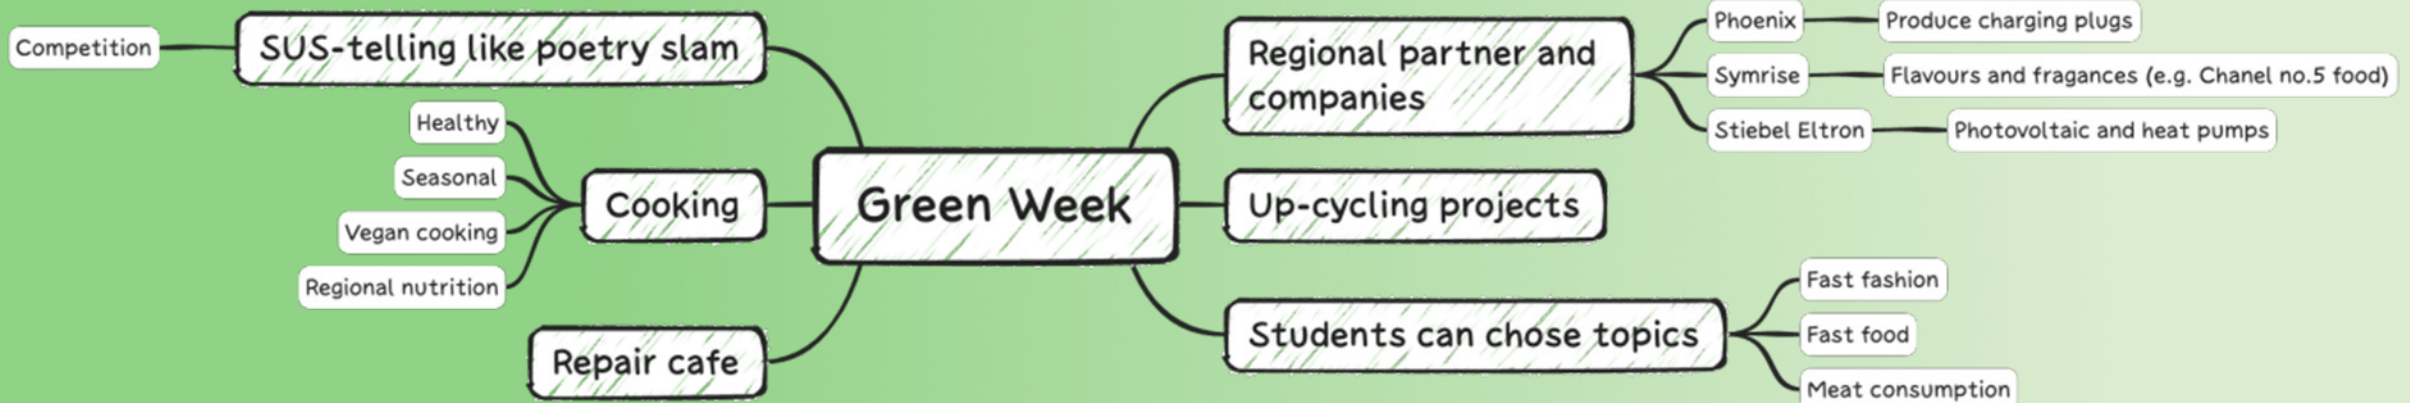 Competition
SUS-telling like poetry slam
Healthy
Seasonal
Vegan cooking
Regional nutrition
Cooking
Repair cafe
Green Week
Regional partner and
companies
Phoenix
Produce charging plugs
Symrise
Flavours and fragances (e.g. Chanel no.5 food)
Stiebel Eltron
Photovoltaic and heat pumps
Up-cycling projects
Students can chose topics
Fast fashion
Fast food
Meat consumption